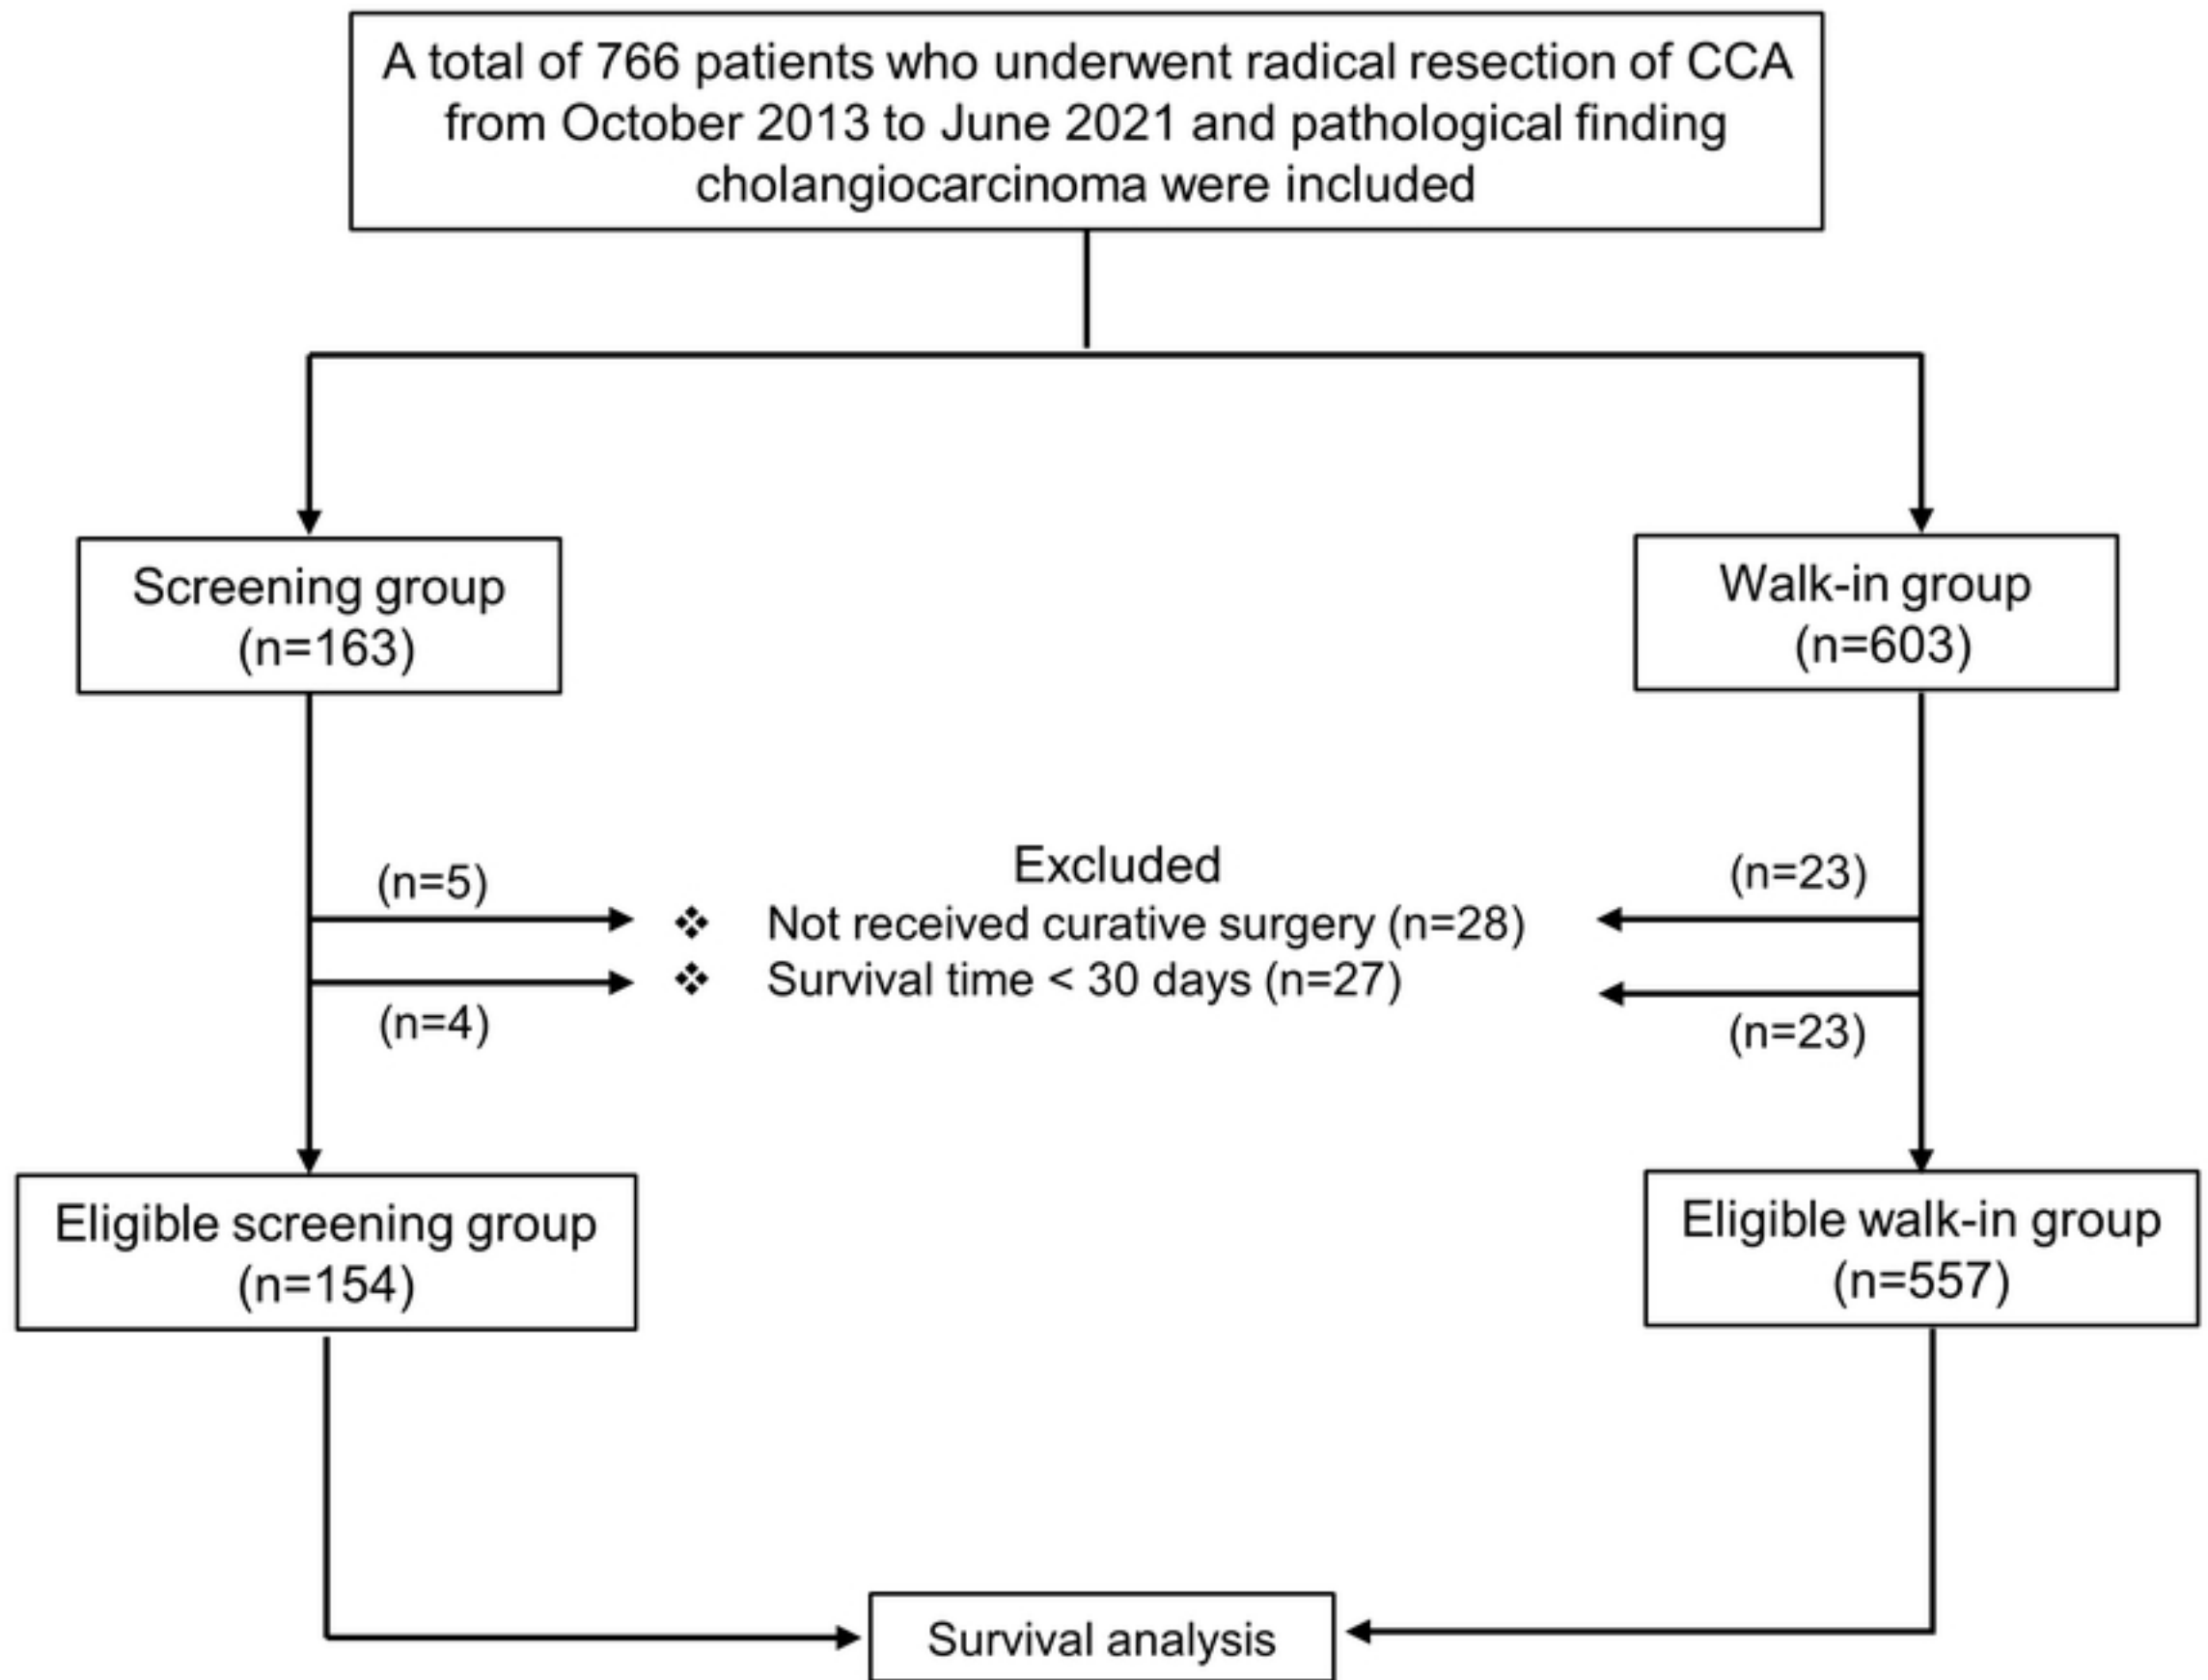 A total of 766 patients who underwent radical resection of CCA
from October 2013 to June 2021 and pathological finding
cholangiocarcinoma were included
Screening group
(n=163)
Walk-in group
(n=603)
Excluded
(n=5)
(n=23)
❖ Not received curative surgery (n=28)
❖ Survival time < 30 days (n=27)
(n=4)
(n=23)
Eligible screening group
(n=154)
Eligible walk-in group
(n=557)
Survival analysis